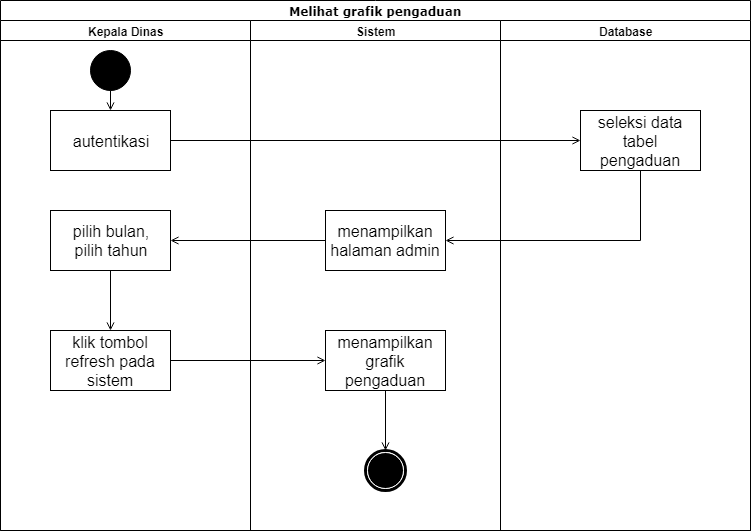 Melihat grafik pengaduan
Kepala Dinas
Sistem
Database
autentikasi
seleksi data
tabel
pengaduan
pilih bulan,
pilih tahun
menampilkan
halaman admin
klik tombol
refresh pada
sistem
menampilkan
grafik
pengaduan